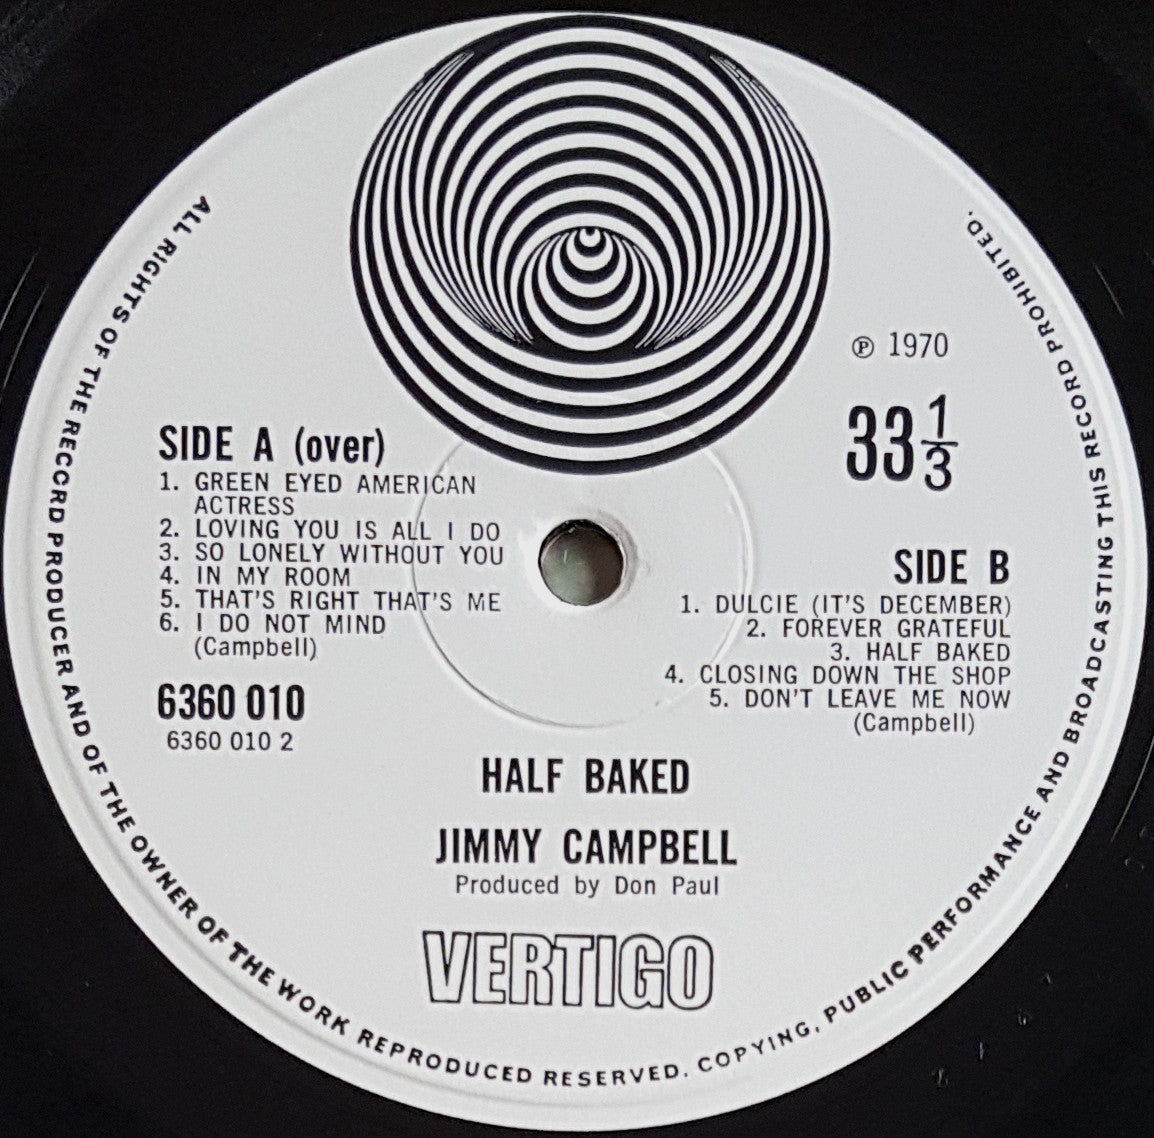 ℗ 1970
33 1/3
SIDE A (over)
1. GREEN EYED AMERICAN
ACTRESS
2. LOVING YOU IS ALL I DO
3. SO LONELY WITHOUT YOU
4. IN MY ROOM
5. THAT'S RIGHT THAT'S ME
6. I DO NOT MIND
(Campbell)
6360 010
6360 010 2
SIDE B
1. DULCIE (IT'S DECEMBER)
2. FOREVER GRATEFUL
3. HALF BAKED
4. CLOSING DOWN THE SHOP
5. DON'T LEAVE ME NOW
(Campbell)
HALF BAKED
JIMMY CAMPBELL
Produced by Don Paul
VERTIGO
ALL RIGHTS OF THE RECORD PRODUCER AND OF THE OWNER OF THE WORK REPRODUCED RESERVED. COPYING, PUBLIC PERFORMANCE AND BROADCASTING THIS RECORD PROHIBITED.